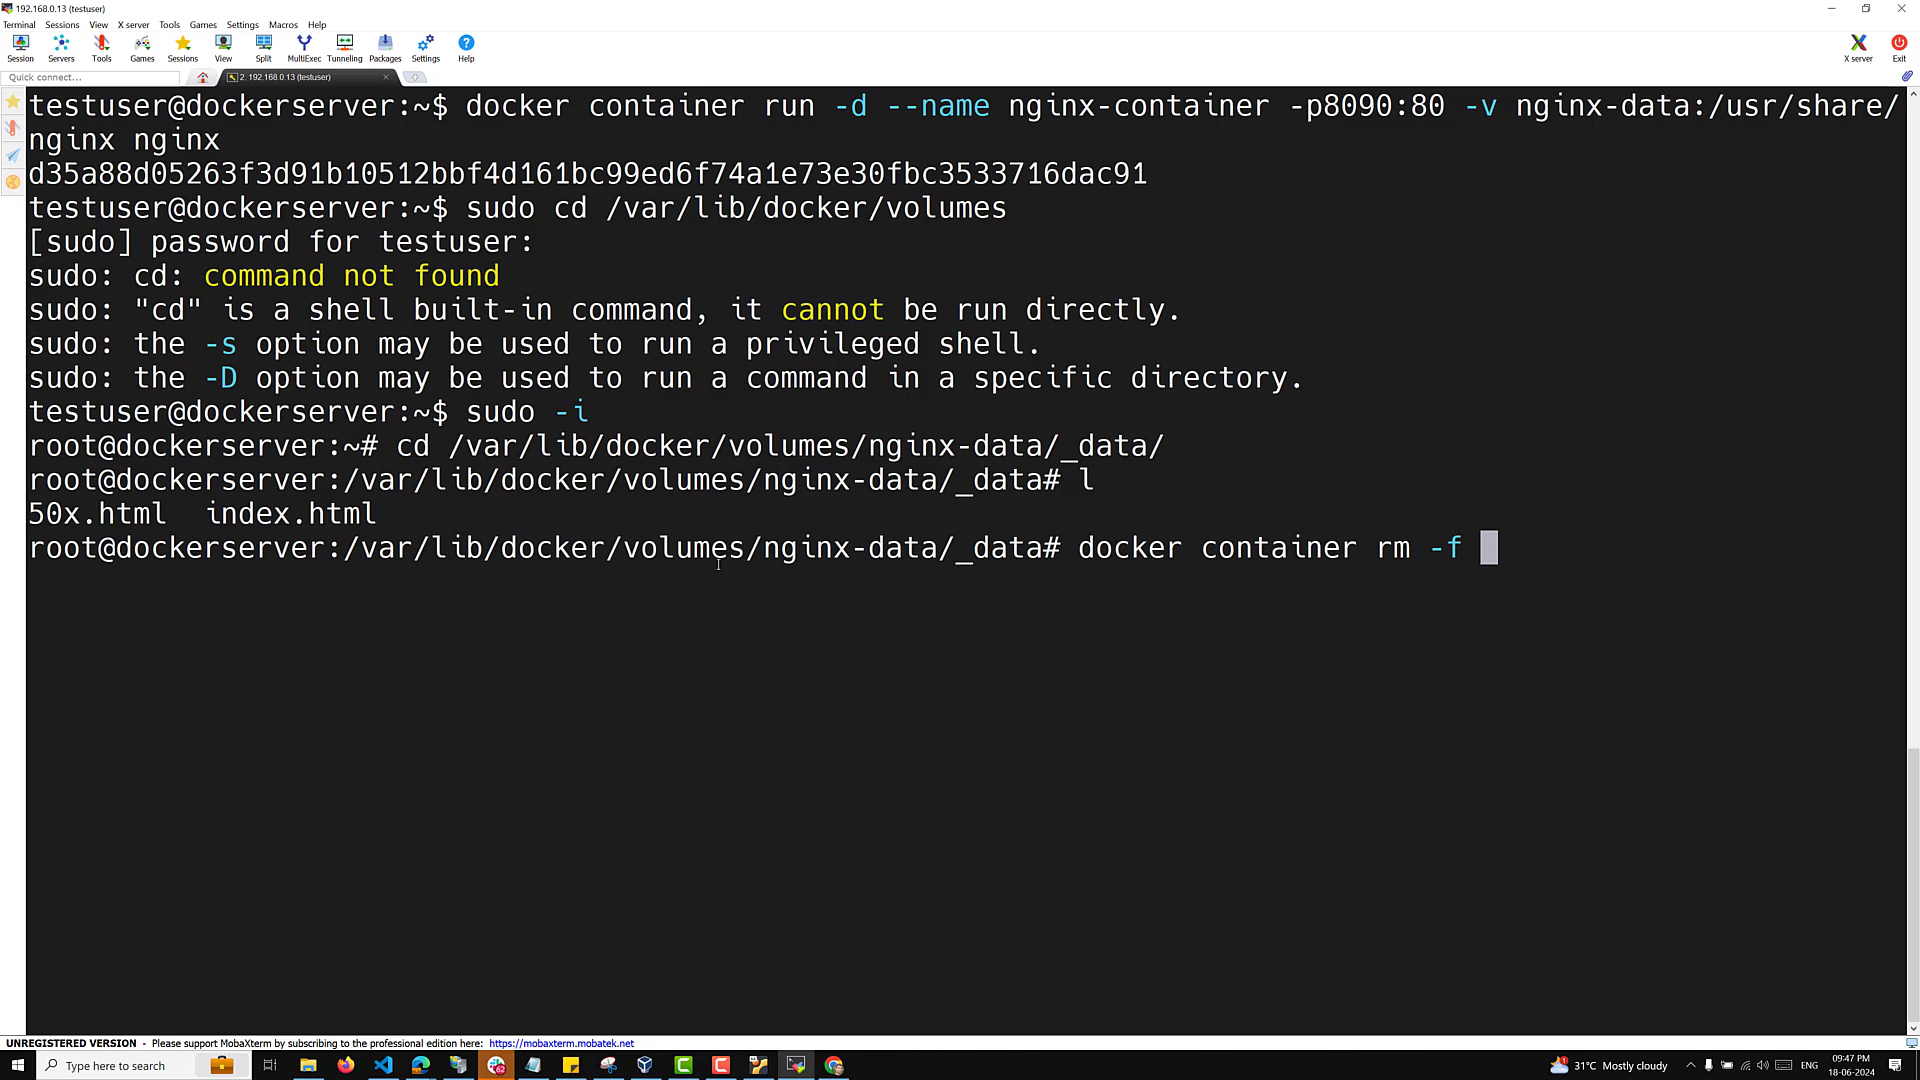 192.168.0.13 (testuser)
Terminal Sessions View X server Tools Games Settings Macros Help
Session Servers Tools Games Sessions View Split MultiExec Tunneling Packages Settings Help X server Exit
Quick connect... 2. 192.168.0.13 (testuser)
testuser@dockerserver:~$ docker container run -d --name nginx-container -p8090:80 -v nginx-data:/usr/share/
nginx nginx
d35a88d05263f3d91b10512bbf4d161bc99ed6f74a1e73e30fbc3533716dac91
testuser@dockerserver:~$ sudo cd /var/lib/docker/volumes
[sudo] password for testuser:
sudo: cd: command not found
sudo: "cd" is a shell built-in command, it cannot be run directly.
sudo: the -s option may be used to run a privileged shell.
sudo: the -D option may be used to run a command in a specific directory.
testuser@dockerserver:~$ sudo -i
root@dockerserver:~# cd /var/lib/docker/volumes/nginx-data/_data/
root@dockerserver:/var/lib/docker/volumes/nginx-data/_data# l
50x.html index.html
root@dockerserver:/var/lib/docker/volumes/nginx-data/_data# docker container rm -f
UNREGISTERED VERSION - Please support MobaXterm by subscribing to the professional edition here: https://mobaxterm.mobatek.net
Type here to search 62 31°C Mostly cloudy ENG 09:47 PM
18-06-2024